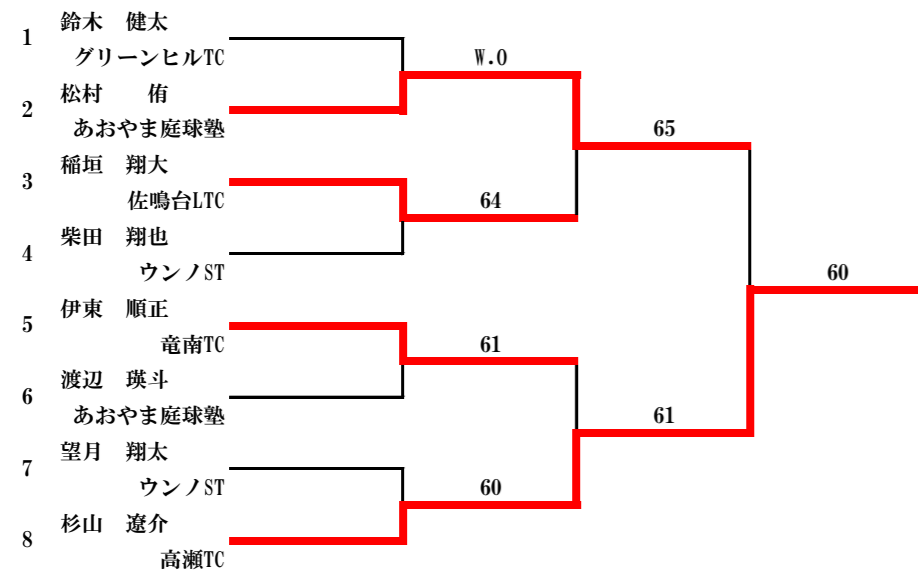 1 鈴木　健太
グリーンヒルTC
W.O
2 松村　　侑
あおやま庭球塾
65
3 稲垣　翔大
佐鳴台LTC
64
4 柴田　翔也
ウンノST
60
5 伊東　順正
竜南TC
61
6 渡辺　瑛斗
あおやま庭球塾
61
7 望月　翔太
ウンノST
60
8 杉山　遼介
高瀬TC